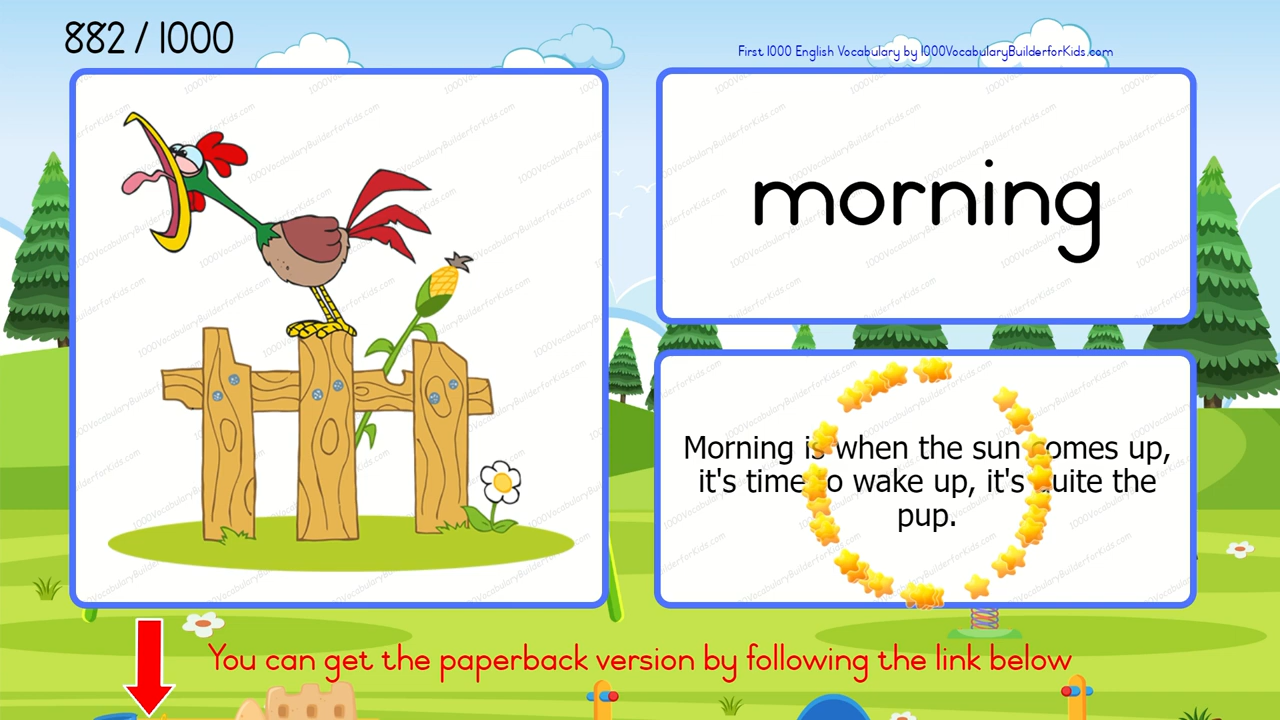 882 / 1000
First 1000 English Vocabulary by 1000VocabularyBuilderforKids.com
morning
Morning is when the sun comes up,
it's time to wake up, it's quite the
pup.
You can get the paperback version by following the link below